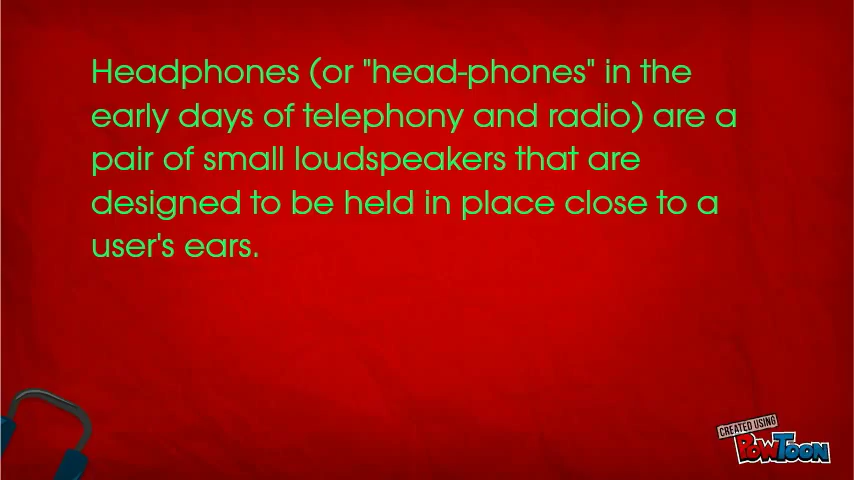 Headphones (or "head-phones" in the
early days of telephony and radio) are a
pair of small loudspeakers that are
designed to be held in place close to a
user's ears.
CREATED USING
PowToon